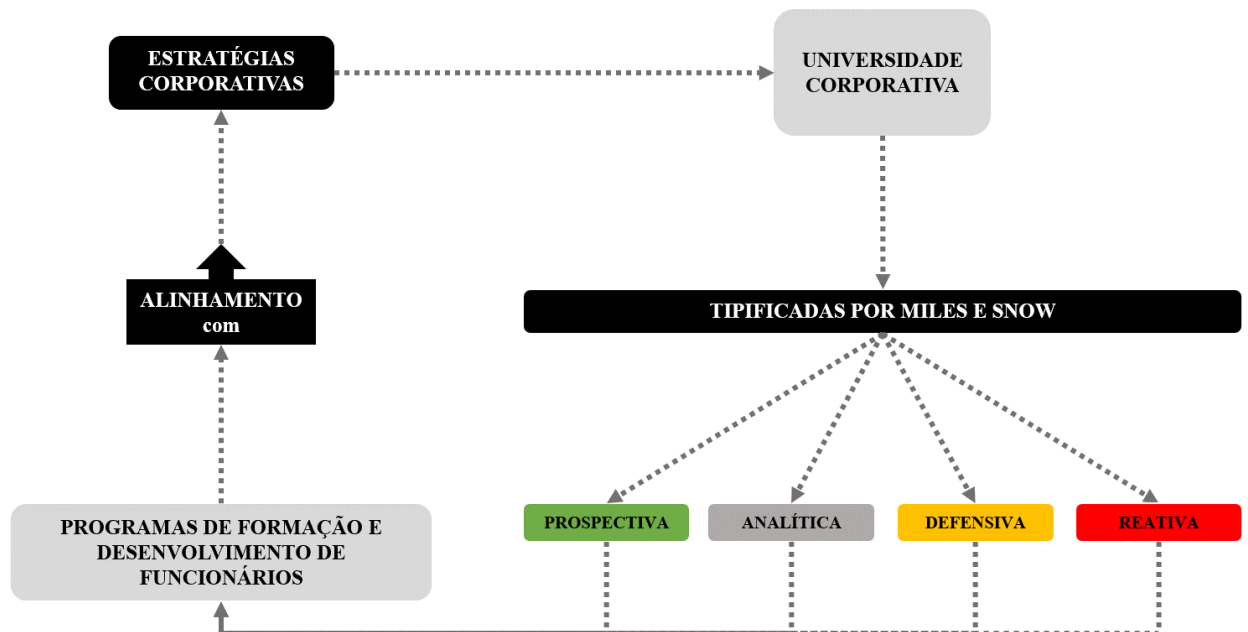 ESTRATÉGIAS
CORPORATIVAS
UNIVERSIDADE
CORPORATIVA
ALINHAMENTO
com
TIPIFICADAS POR MILES E SNOW
PROGRAMAS DE FORMAÇÃO E
DESENVOLVIMENTO DE
FUNCIONÁRIOS
PROSPECTIVA
ANALÍTICA
DEFENSIVA
REATIVA